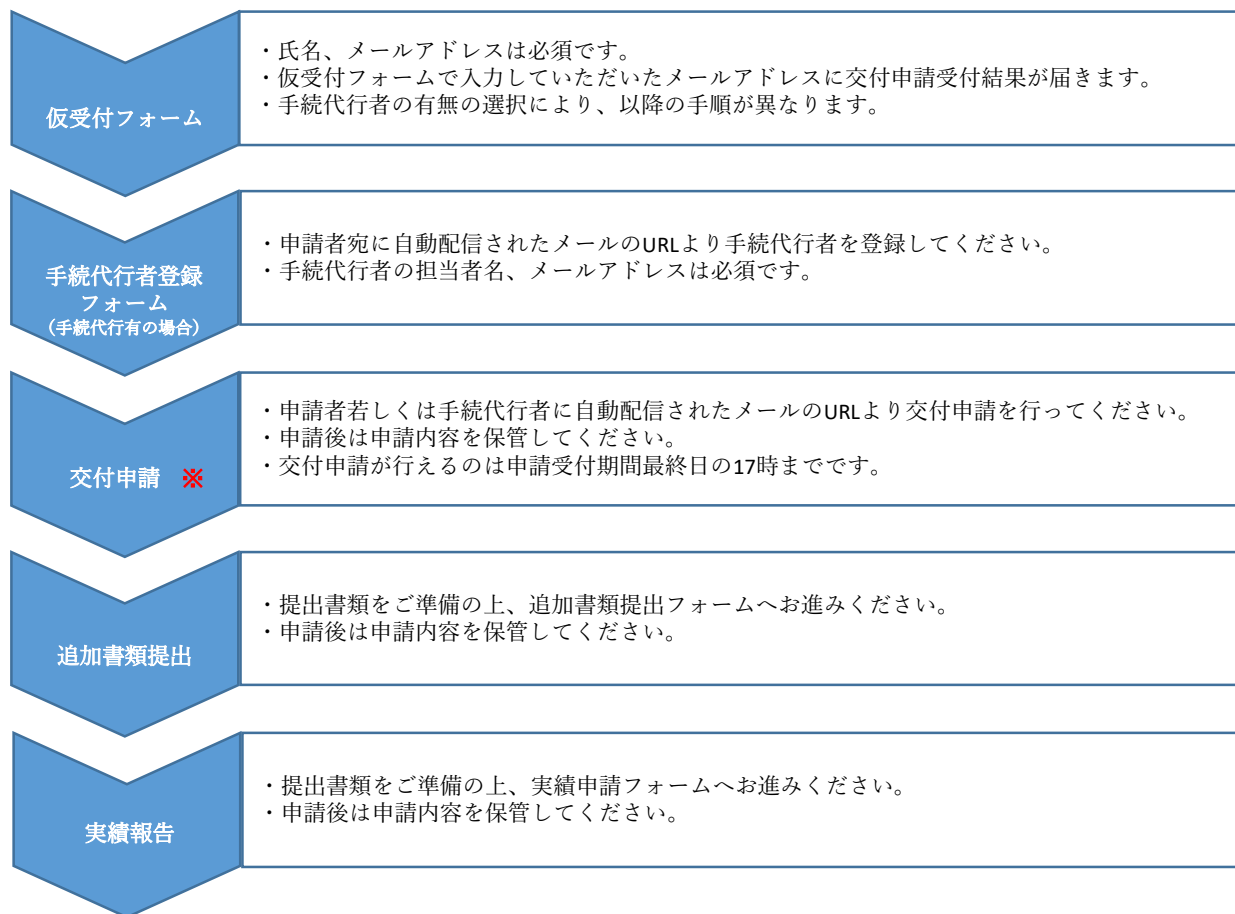 仮受付フォーム
・氏名、メールアドレスは必須です。
・仮受付フォームで入力していただいたメールアドレスに交付申請受付結果が届きます。
・手続代行者の有無の選択により、以降の手順が異なります。
手続代行者登録
フォーム
（手続代行有の場合）
・申請者宛に自動配信されたメールのURLより手続代行者を登録してください。
・手続代行者の担当者名、メールアドレスは必須です。
交付申請 ※
・申請者若しくは手続代行者に自動配信されたメールのURLより交付申請を行ってください。
・申請後は申請内容を保管してください。
・交付申請が行えるのは申請受付期間最終日の17時までです。
追加書類提出
・提出書類をご準備の上、追加書類提出フォームへお進みください。
・申請後は申請内容を保管してください。
実績報告
・提出書類をご準備の上、実績申請フォームへお進みください。
・申請後は申請内容を保管してください。